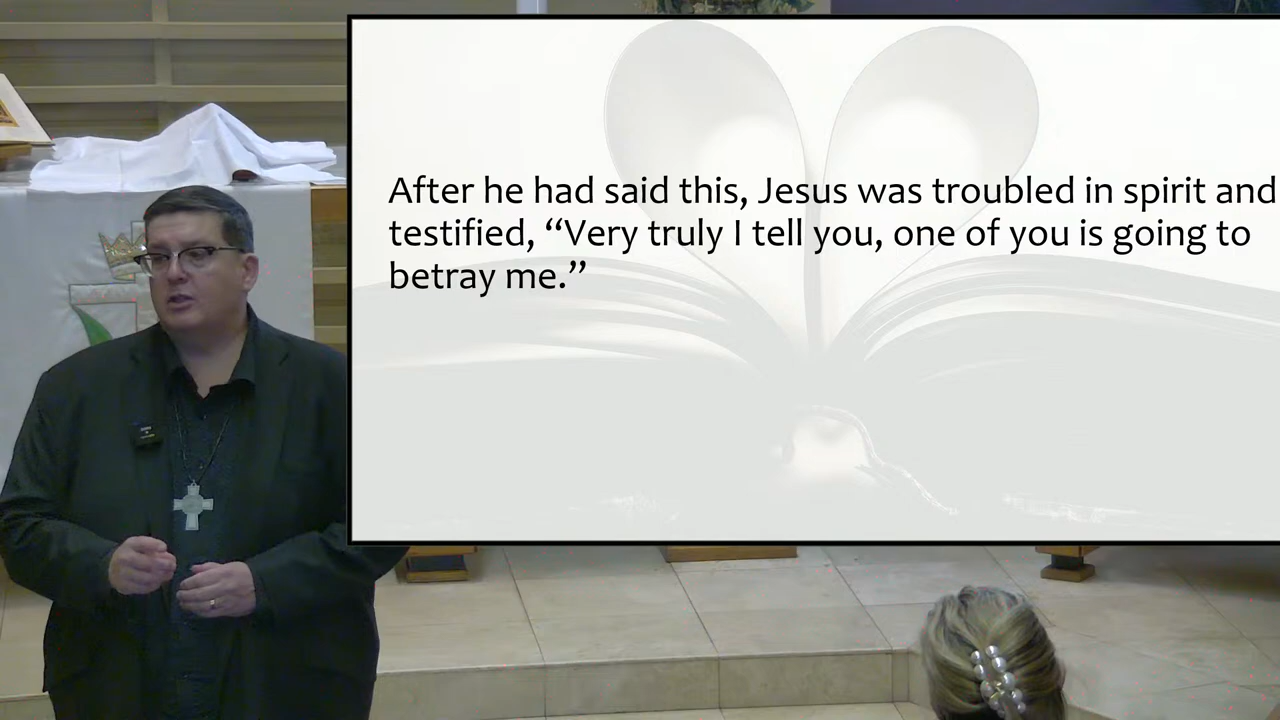 After he had said this, Jesus was troubled in spirit and
testified, “Very truly I tell you, one of you is going to
betray me.”